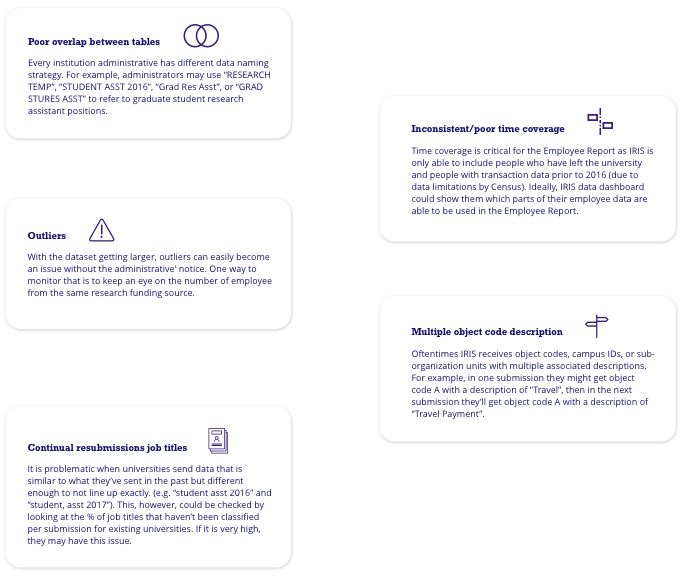 Poor overlap between tables
Every institution administrative has different data naming
strategy. For example, administrators may use “RESEARCH
TEMP”, “STUDENT ASST 2016”, “Grad Res Asst”, or “GRAD
STURES ASST” to refer to graduate student research
assistant positions.
Inconsistent/poor time coverage
Time coverage is critical for the Employee Report as IRIS is
only able to include people who have left the university
and people with transaction data prior to 2016 (due to
data limitations by Census). Ideally, IRIS data dashboard
could show them which parts of their employee data are
able to be used in the Employee Report.
Outliers
With the dataset getting larger, outliers can easily become
an issue without the administrative' notice. One way to
monitor that is to keep an eye on the number of employee
from the same research funding source.
Multiple object code description
Oftentimes IRIS receives object codes, campus IDs, or sub-
organization units with multiple associated descriptions.
For example, in one submission they might get object
code A with a description of “Travel”, then in the next
submission they’ll get object code A with a description of
“Travel Payment”.
Continual resubmissions job titles
It is problematic when universities send data that is
similar to what they’ve sent in the past but different
enough to not line up exactly. (e.g. “student asst 2016” and
“student, asst 2017”). This, however, could be checked by
looking at the % of job titles that haven’t been classified
per submission for existing universities. If it is very high,
they may have this issue.